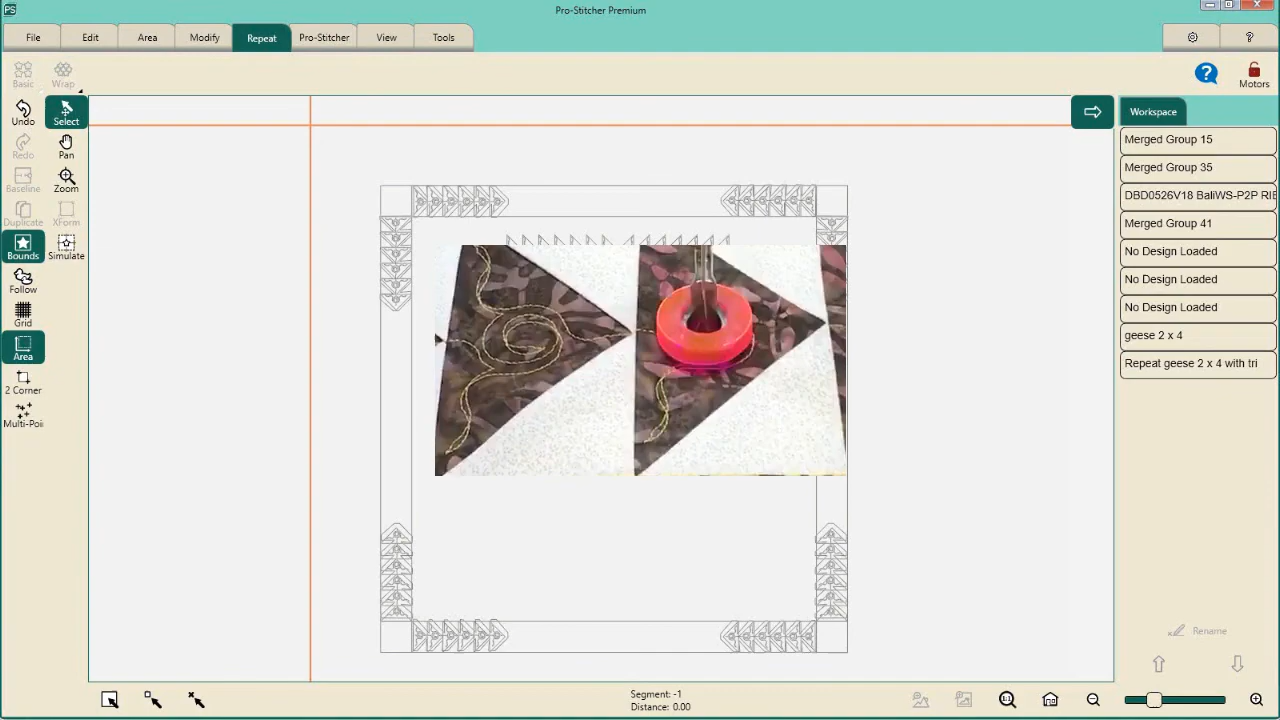 PS
Pro-Stitcher Premium
File
Edit
Area
Modify
Repeat
Pro-Stitcher
View
Tools
?
Basic
Wrap
?
Motors
Undo
Select
Workspace
Redo
Pan
Baseline
Zoom
Duplicate
XForm
Bounds
Simulate
Follow
Grid
Area
2 Corner
Multi-Poi
Merged Group 15
Merged Group 35
DBD0526V18 BaliWS-P2P RIB
Merged Group 41
No Design Loaded
No Design Loaded
No Design Loaded
geese 2 x 4
Repeat geese 2 x 4 with tri
Rename
Segment: -1
Distance: 0.00
1:1